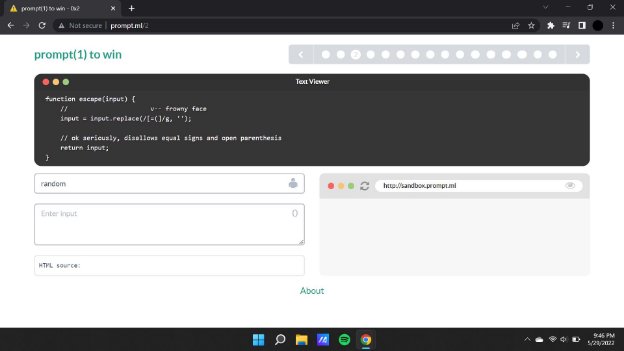 prompt(1) to win - 0x2
Not secure | prompt.ml/2
prompt(1) to win
2
Text Viewer
function escape(input) {
// v-- frowny face
input = input.replace(/[=(]/g, '');
// ok seriously, disallows equal signs and open parenthesis
return input;
}
random
http://sandbox.prompt.ml
Enter input
()
HTML source:
About
9:46 PM
5/29/2022